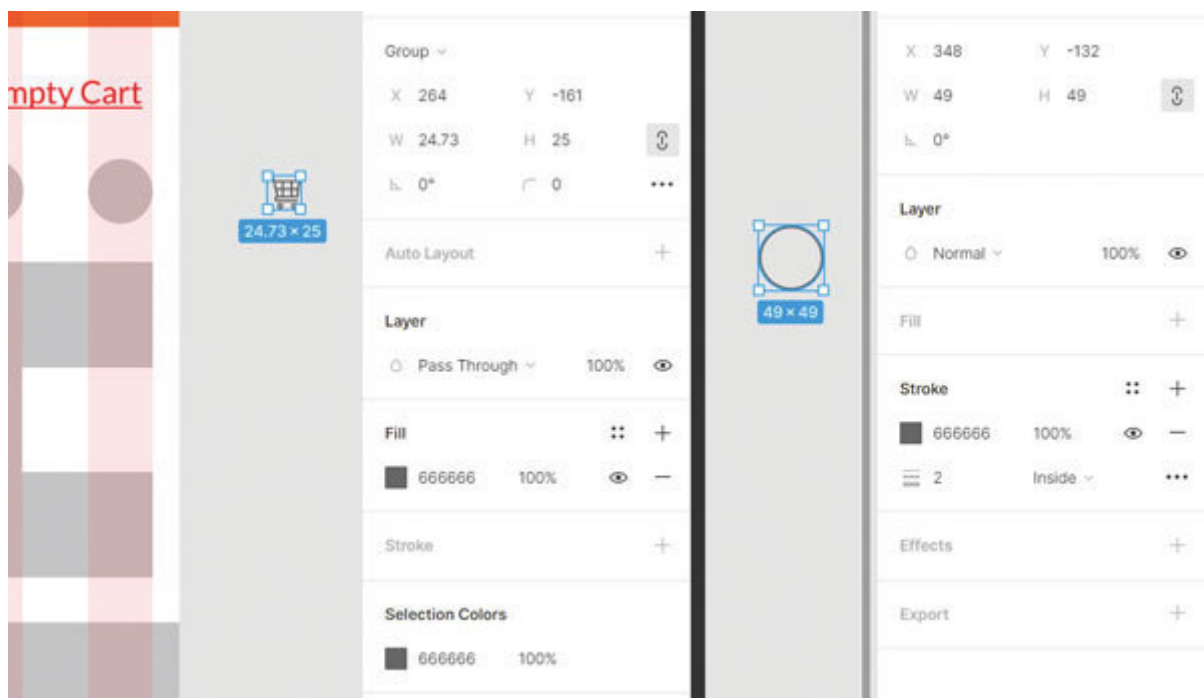 mpty Cart
24.73 × 25
Group
X 264 Y -161
W 24.73 H 25
0° 0
Auto Layout
Layer
Pass Through 100%
Fill
666666 100%
Stroke
Selection Colors
666666 100%
49 × 49
X 348 Y -132
W 49 H 49
0°
Layer
Normal 100%
Fill
Stroke
666666 100%
2 Inside
Effects
Export